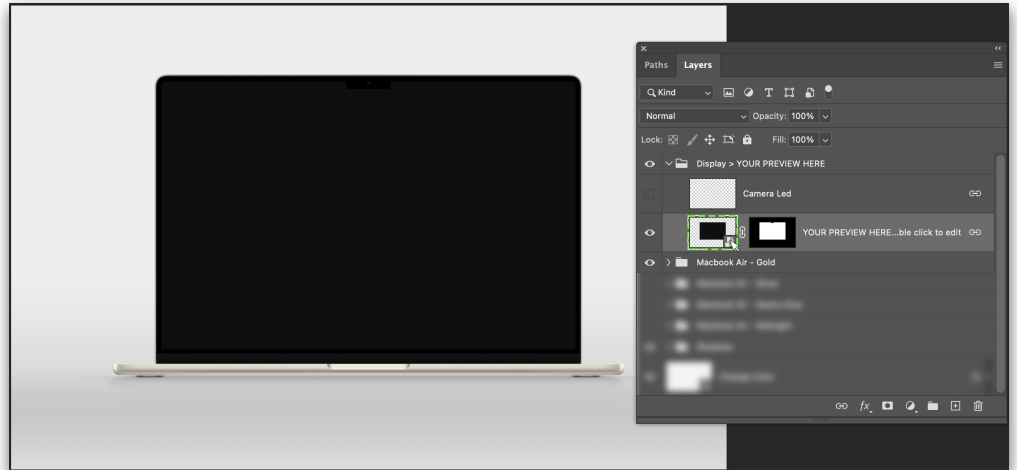 Paths Layers
Kind
Normal Opacity: 100%
Lock: Fill: 100%
Display > YOUR PREVIEW HERE
Camera Led
YOUR PREVIEW HERE...ble click to edit
Macbook Air - Gold